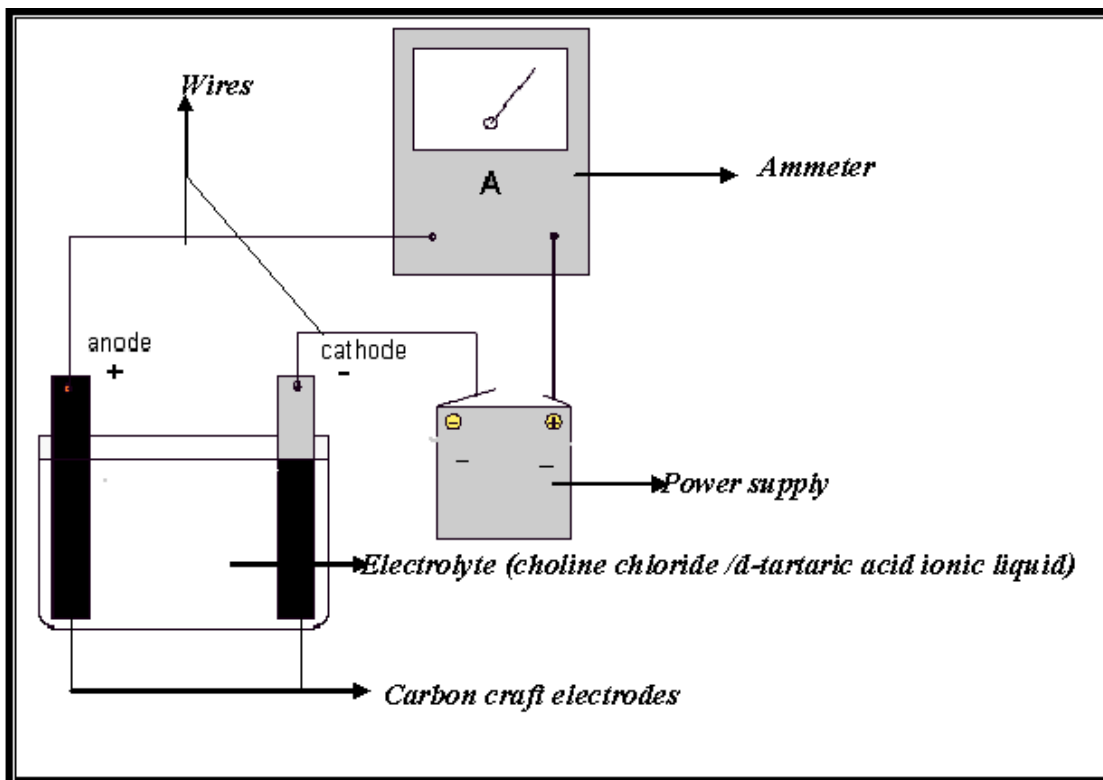 Wires
A
Ammeter
anode
+
cathode
-
- +
– –
Power supply
Electrolyte (choline chloride /d-tartaric acid ionic liquid)
Carbon craft electrodes